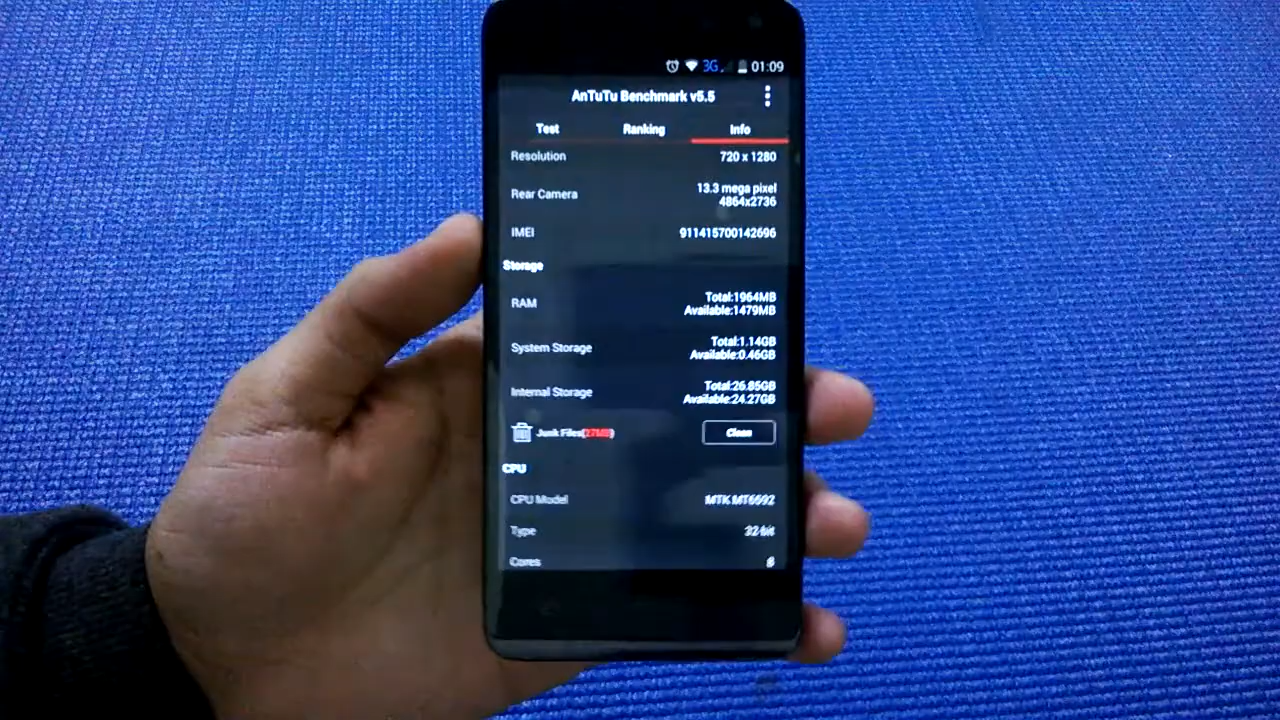 3G 01:09
AnTuTu Benchmark v5.5
Test Ranking Info
Resolution 720 x 1280
Rear Camera 13.3 mega pixel
4864x2736
IMEI 911415700142696
Storage
RAM Total:1964MB
Available:1479MB
System Storage Total:1.14GB
Available:0.46GB
Internal Storage Total:26.85GB
Available:24.27GB
Junk Files(27MB) Clean
CPU
CPU Model MTK MT6592
Type 32-bit
Cores 8